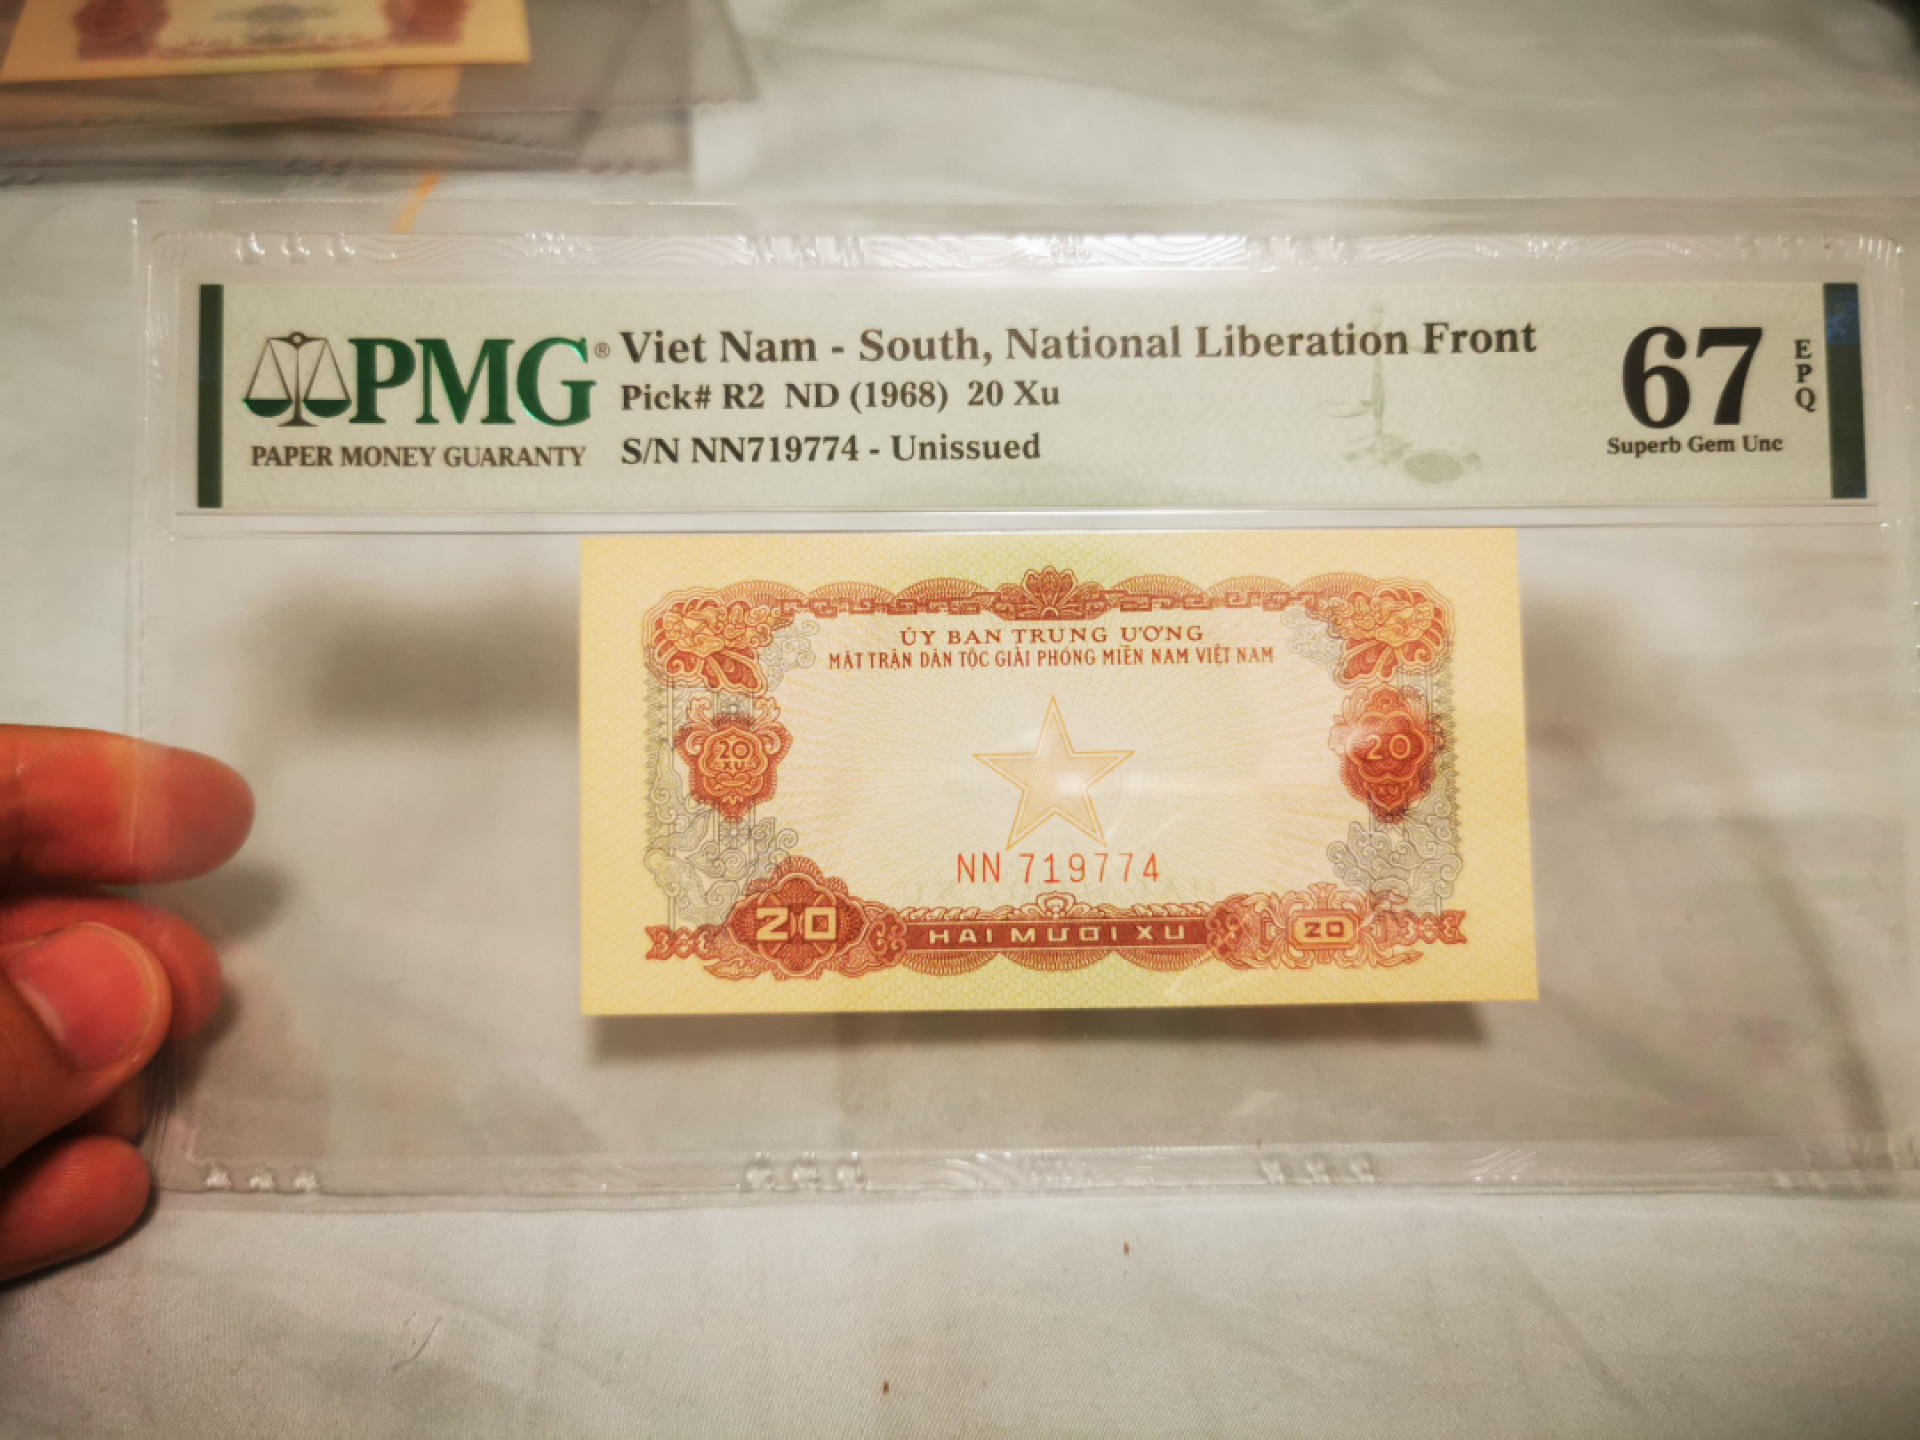 PMG®
PAPER MONEY GUARANTY
Viet Nam - South, National Liberation Front
Pick# R2 ND (1968) 20 Xu
S/N NN719774 - Unissued
67
EPQ
Superb Gem Unc
ỦY BAN TRUNG ƯƠNG
MẶT TRẬN DÂN TỘC GIẢI PHÓNG MIỀN NAM VIỆT NAM
20
XU
20
XU
NN 719774
20
HAI MƯƠI XU
20